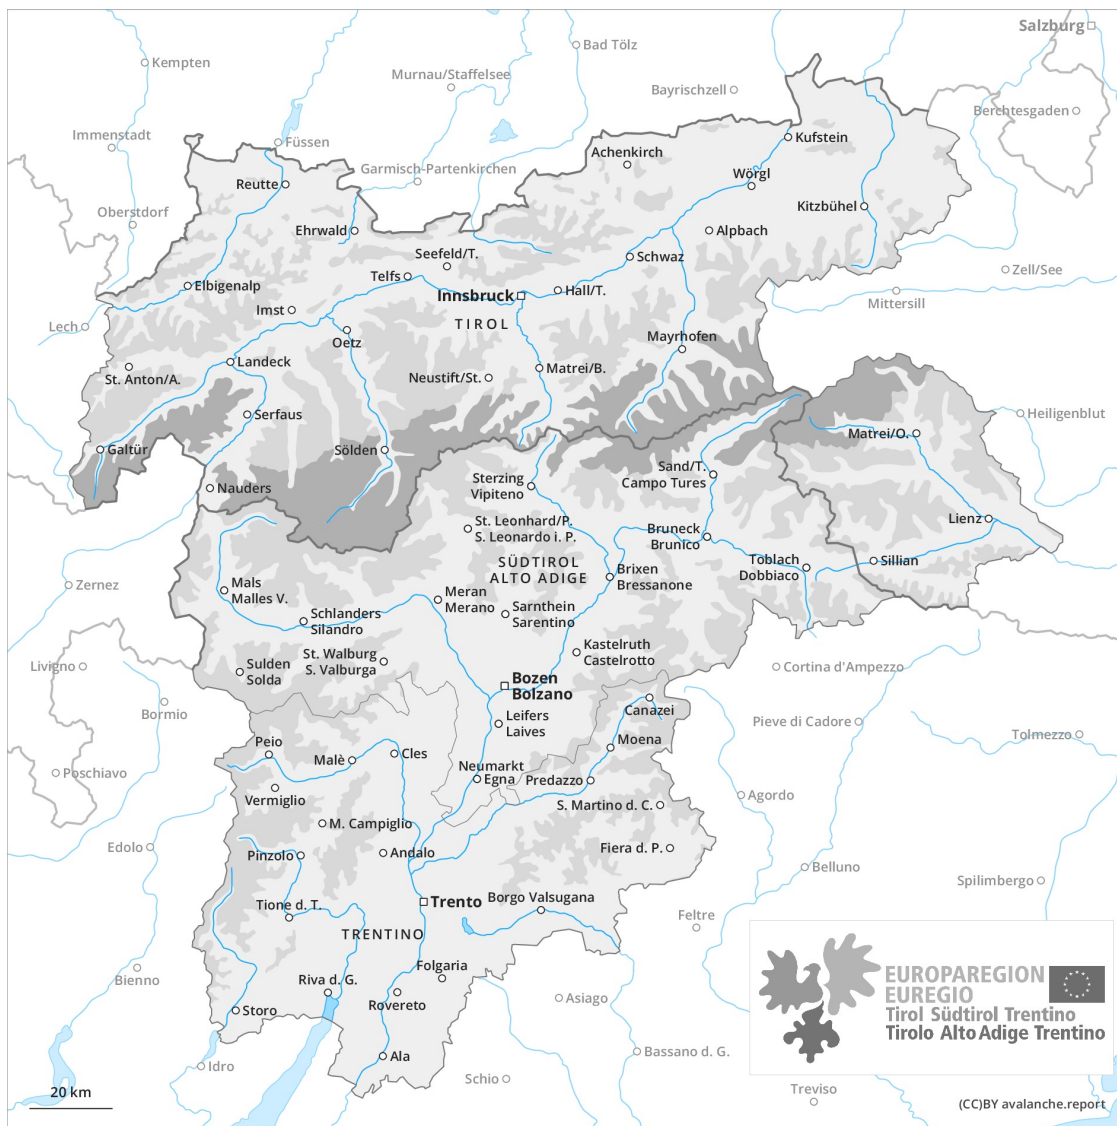 Salzburg
Bad Tölz
Kempten
Murnau/Staffelsee
Bayrischzell
Berchtesgaden
Immenstadt
Füssen
Kufstein
Achenkirch
Garmisch-Partenkirchen
Wörgl
Reutte
Kitzbühel
Oberstdorf
Ehrwald
Alpbach
Seefeld/T.
Schwaz
Telfs
Zell/See
Elbigenalp
Hall/T.
Innsbruck
Mittersill
Imst
TIROL
Lech
Oetz
Mayrhofen
Landeck
Matrei/B.
St. Anton/A.
Neustift/St.
Serfaus
Heiligenblut
Matrei/O.
Galtür
Sölden
Sand/T.
Campo Tures
Sterzing
Vipiteno
Nauders
Lienz
St. Leonhard/P.
S. Leonardo i. P.
Bruneck
Brunico
SÜDTIROL
ALTO ADIGE
Toblach
Dobbiaco
Sillian
Brixen
Bressanone
Zernez
Mals
Malles V.
Meran
Merano
Schlanders
Silandro
Sarnthein
Sarentino
Kastelruth
Castelrotto
St. Walburg
S. Valburga
Livigno
Sulden
Solda
Cortina d'Ampezzo
Bozen
Bolzano
Bormio
Canazei
Leifers
Laives
Pieve di Cadore
Tolmezzo
Peio
Moena
Malè
Cles
Poschiavo
Neumarkt
Egna
Predazzo
Vermiglio
Agordo
S. Martino d. C.
M. Campiglio
Edolo
Pinzolo
Andalo
Fiera d. P.
Belluno
Spilimbergo
Trento
Borgo Valsugana
Tione d. T.
Feltre
TRENTINO
Bienno
Folgaria
Riva d. G.
Rovereto
Asiago
Storo
EUROPAREGION
EUREGIO
Tirol Südtirol Trentino
Tirolo Alto Adige Trentino
Ala
Bassano d. G.
Idro
Schio
Treviso
20 km
(CC)BY avalanche.report